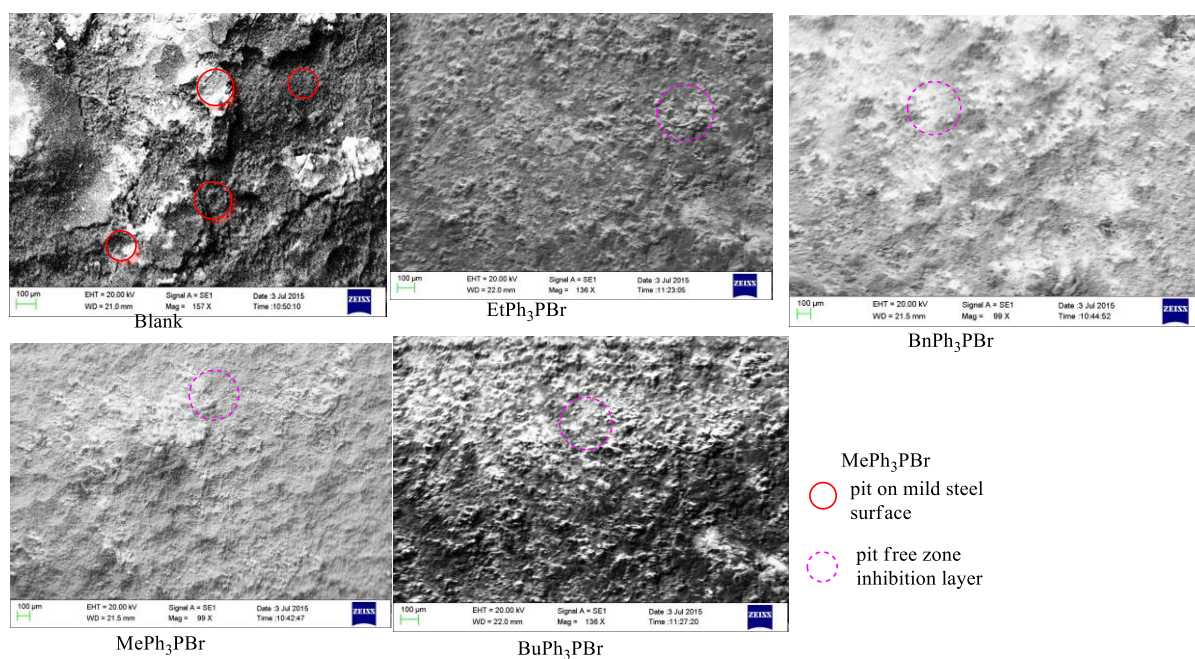 100 µm
EHT = 20.00 kV
Signal A = SE1
Date :3 Jul 2015
WD = 21.0 mm
Mag = 157 X
Time :10:50:10
ZEISS
Blank
100 µm
EHT = 20.00 kV
Signal A = SE1
Date :3 Jul 2015
WD = 22.0 mm
Mag = 136 X
Time :11:23:05
ZEISS
EtPh₃PBr
100 µm
EHT = 20.00 kV
Signal A = SE1
Date :3 Jul 2015
WD = 21.5 mm
Mag = 99 X
Time :10:44:52
ZEISS
BnPh₃PBr
100 µm
EHT = 20.00 kV
Signal A = SE1
Date :3 Jul 2015
WD = 21.5 mm
Mag = 99 X
Time :10:42:47
ZEISS
MePh₃PBr
100 µm
EHT = 20.00 kV
Signal A = SE1
Date :3 Jul 2015
WD = 22.0 mm
Mag = 136 X
Time :11:27:20
ZEISS
BuPh₃PBr
MePh₃PBr
pit on mild steel
surface
pit free zone
inhibition layer